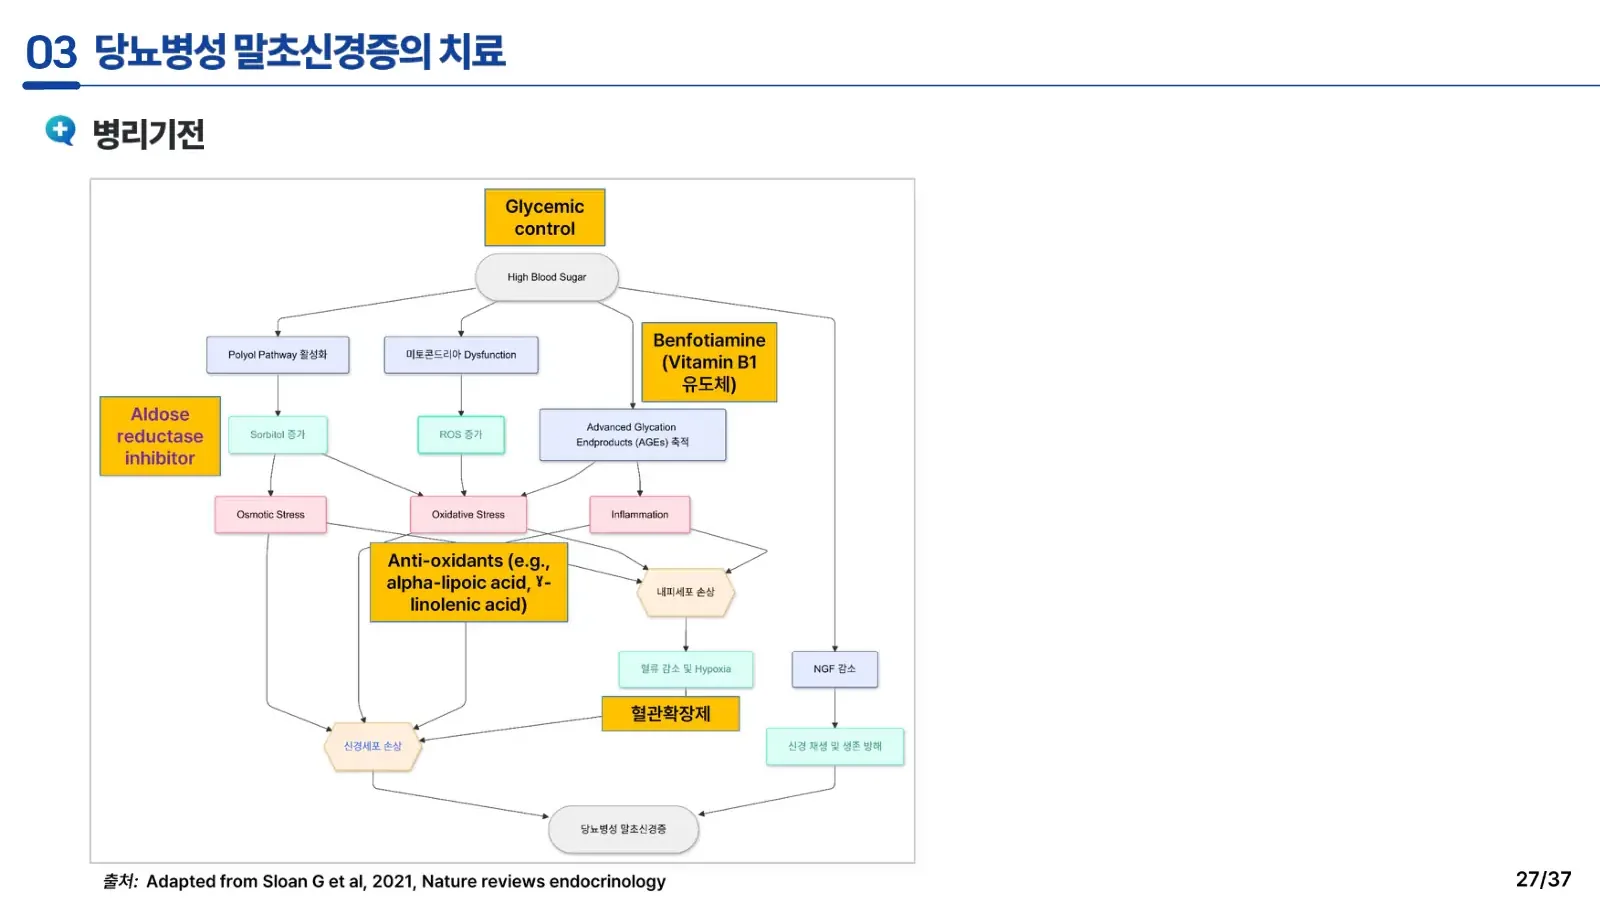 03 당뇨병성 말초신경증의 치료
병리기전
Glycemic
control
High Blood Sugar
Polyol Pathway 활성화
미토콘드리아 Dysfunction
Benfotiamine
(Vitamin B1
유도체)
Aldose
reductase
inhibitor
Sorbitol 증가
ROS 증가
Advanced Glycation
Endproducts (AGEs) 축적
Osmotic Stress
Oxidative Stress
Inflammation
Anti-oxidants (e.g.,
alpha-lipoic acid, ɣ-
linolenic acid)
내피세포 손상
혈류 감소 및 Hypoxia
NGF 감소
혈관확장제
신경세포 손상
신경 재생 및 생존 방해
당뇨병성 말초신경증
출처: Adapted from Sloan G et al, 2021, Nature reviews endocrinology
27/37